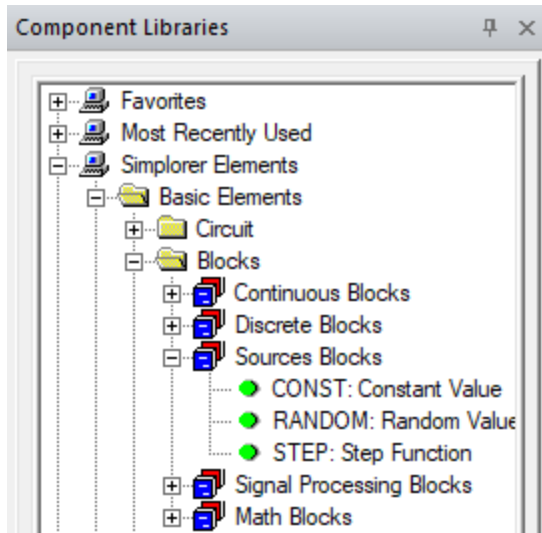 Component Libraries
Favorites
Most Recently Used
Simplorer Elements
Basic Elements
Circuit
Blocks
Continuous Blocks
Discrete Blocks
Sources Blocks
CONST: Constant Value
RANDOM: Random Value
STEP: Step Function
Signal Processing Blocks
Math Blocks